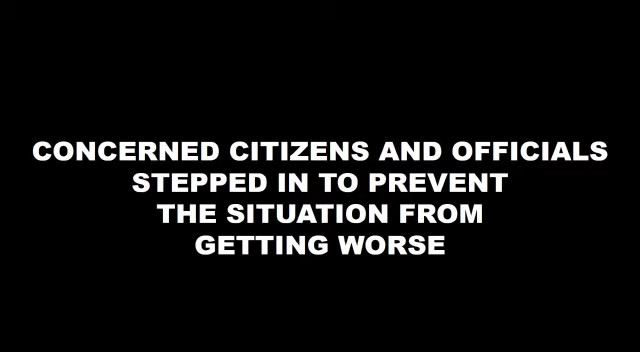 CONCERNED CITIZENS AND OFFICIALS
STEPPED IN TO PREVENT
THE SITUATION FROM
GETTING WORSE